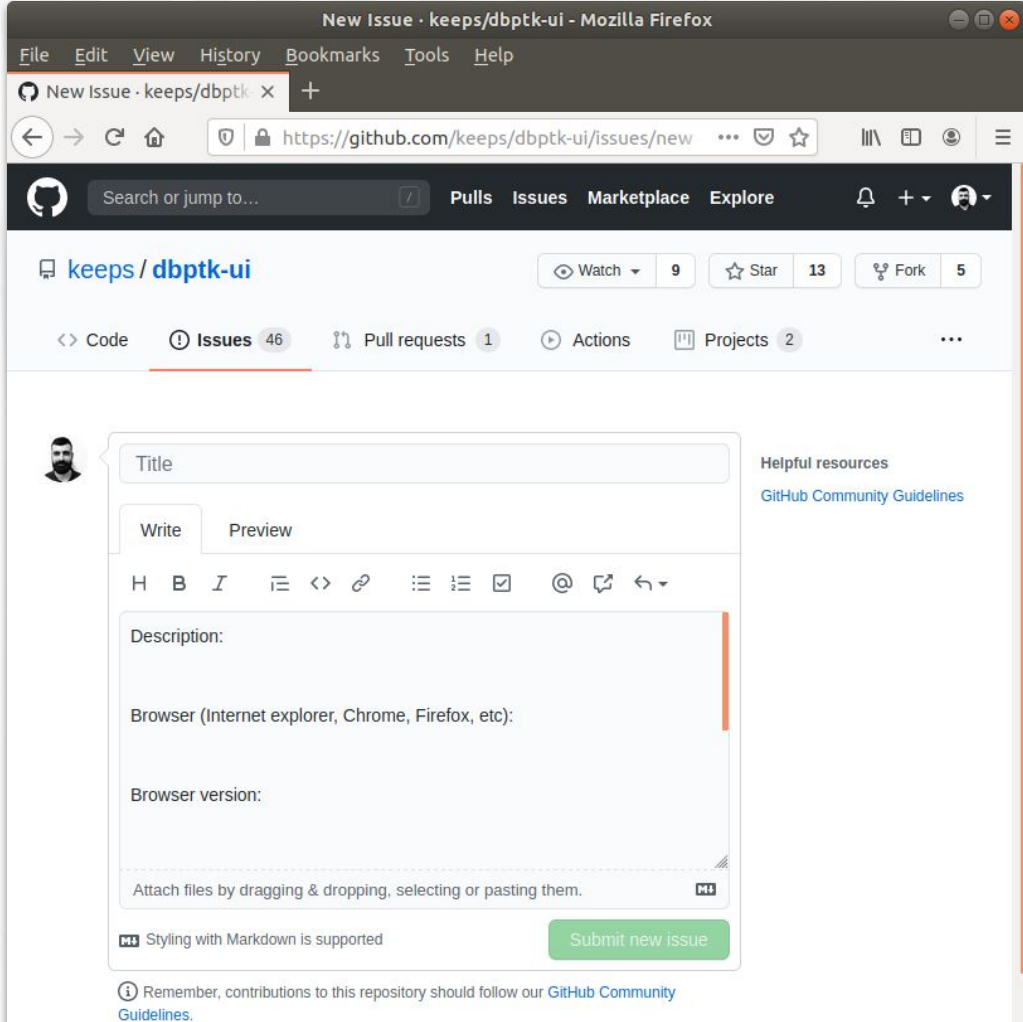 New Issue · keeps/dbptk-ui - Mozilla Firefox
File Edit View History Bookmarks Tools Help
New Issue · keeps/dbptk-
https://github.com/keeps/dbptk-ui/issues/new
Search or jump to… / Pulls Issues Marketplace Explore
keeps / dbptk-ui Watch 9 Star 13 Fork 5
Code Issues 46 Pull requests 1 Actions Projects 2
Title
Helpful resources
GitHub Community Guidelines
Write Preview
Description:
Browser (Internet explorer, Chrome, Firefox, etc):
Browser version:
Attach files by dragging & dropping, selecting or pasting them.
Styling with Markdown is supported Submit new issue
Remember, contributions to this repository should follow our GitHub Community
Guidelines.